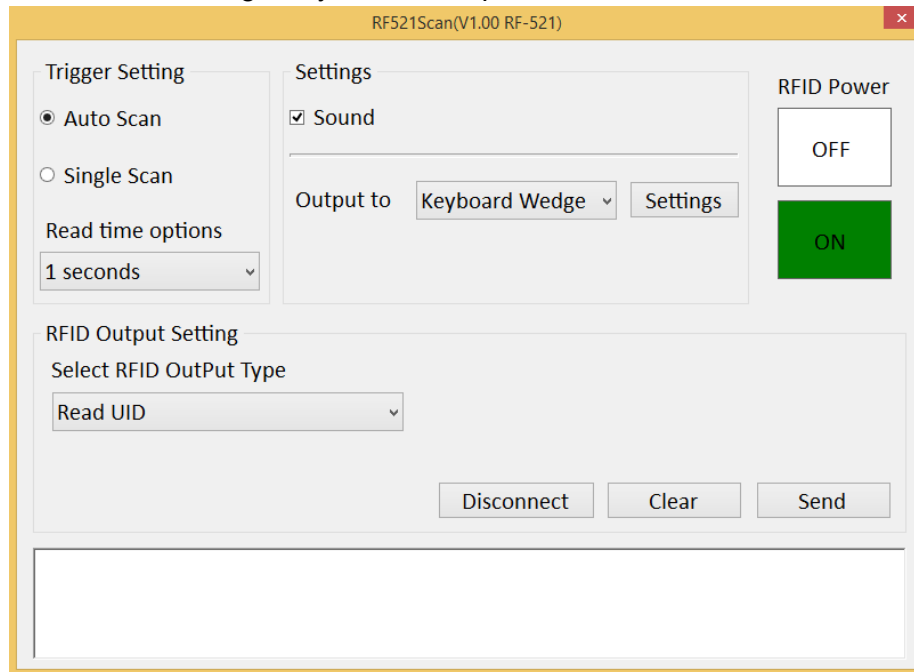 RF521Scan(V1.00 RF-521)
Trigger Setting
Auto Scan
Single Scan
Read time options
1 seconds
Settings
Sound
Output to Keyboard Wedge Settings
RFID Power
OFF
ON
RFID Output Setting
Select RFID OutPut Type
Read UID
Disconnect Clear Send